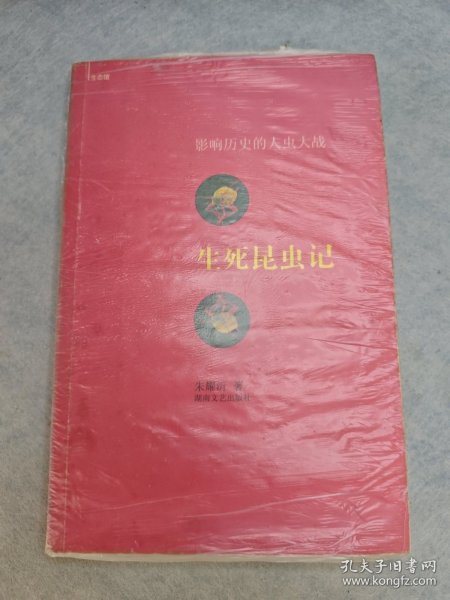 影响历史的人虫大战
生死昆虫记
朱耀沂 著
湖南文艺出版社
孔夫子旧书网
www.kongfz.com